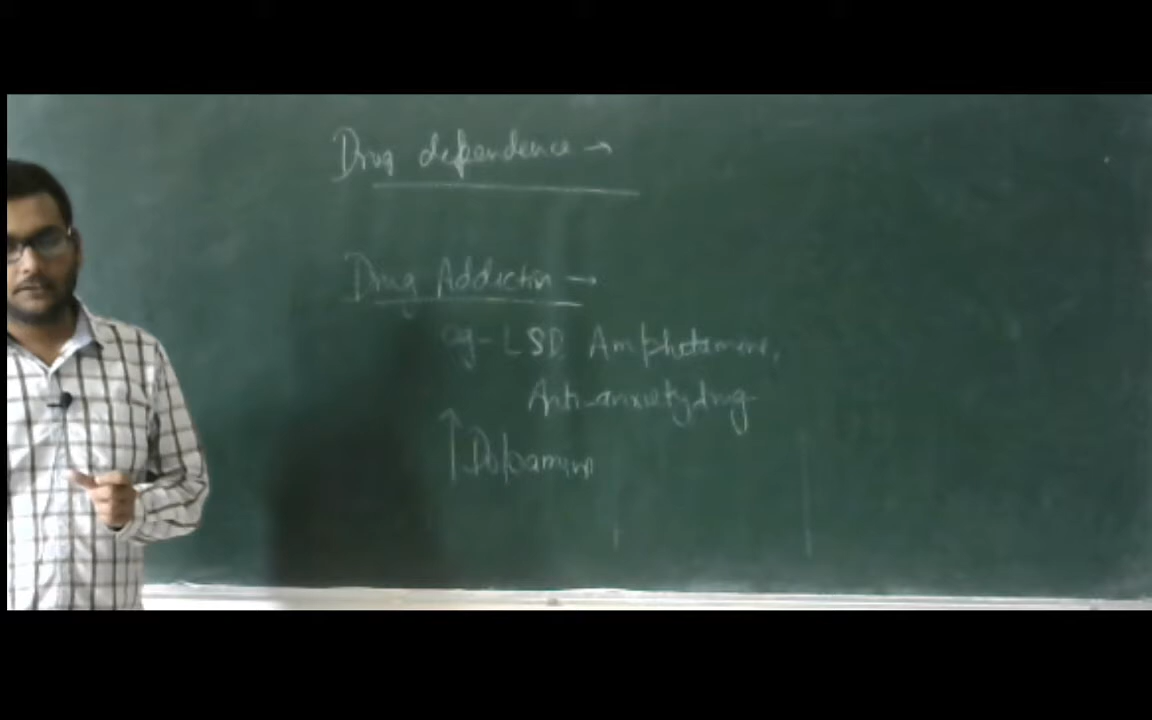 Drug dependence →
Drug Addiction →
eg - LSD Amphetamine,
Anti-anxiety drug
↑ Dopamine